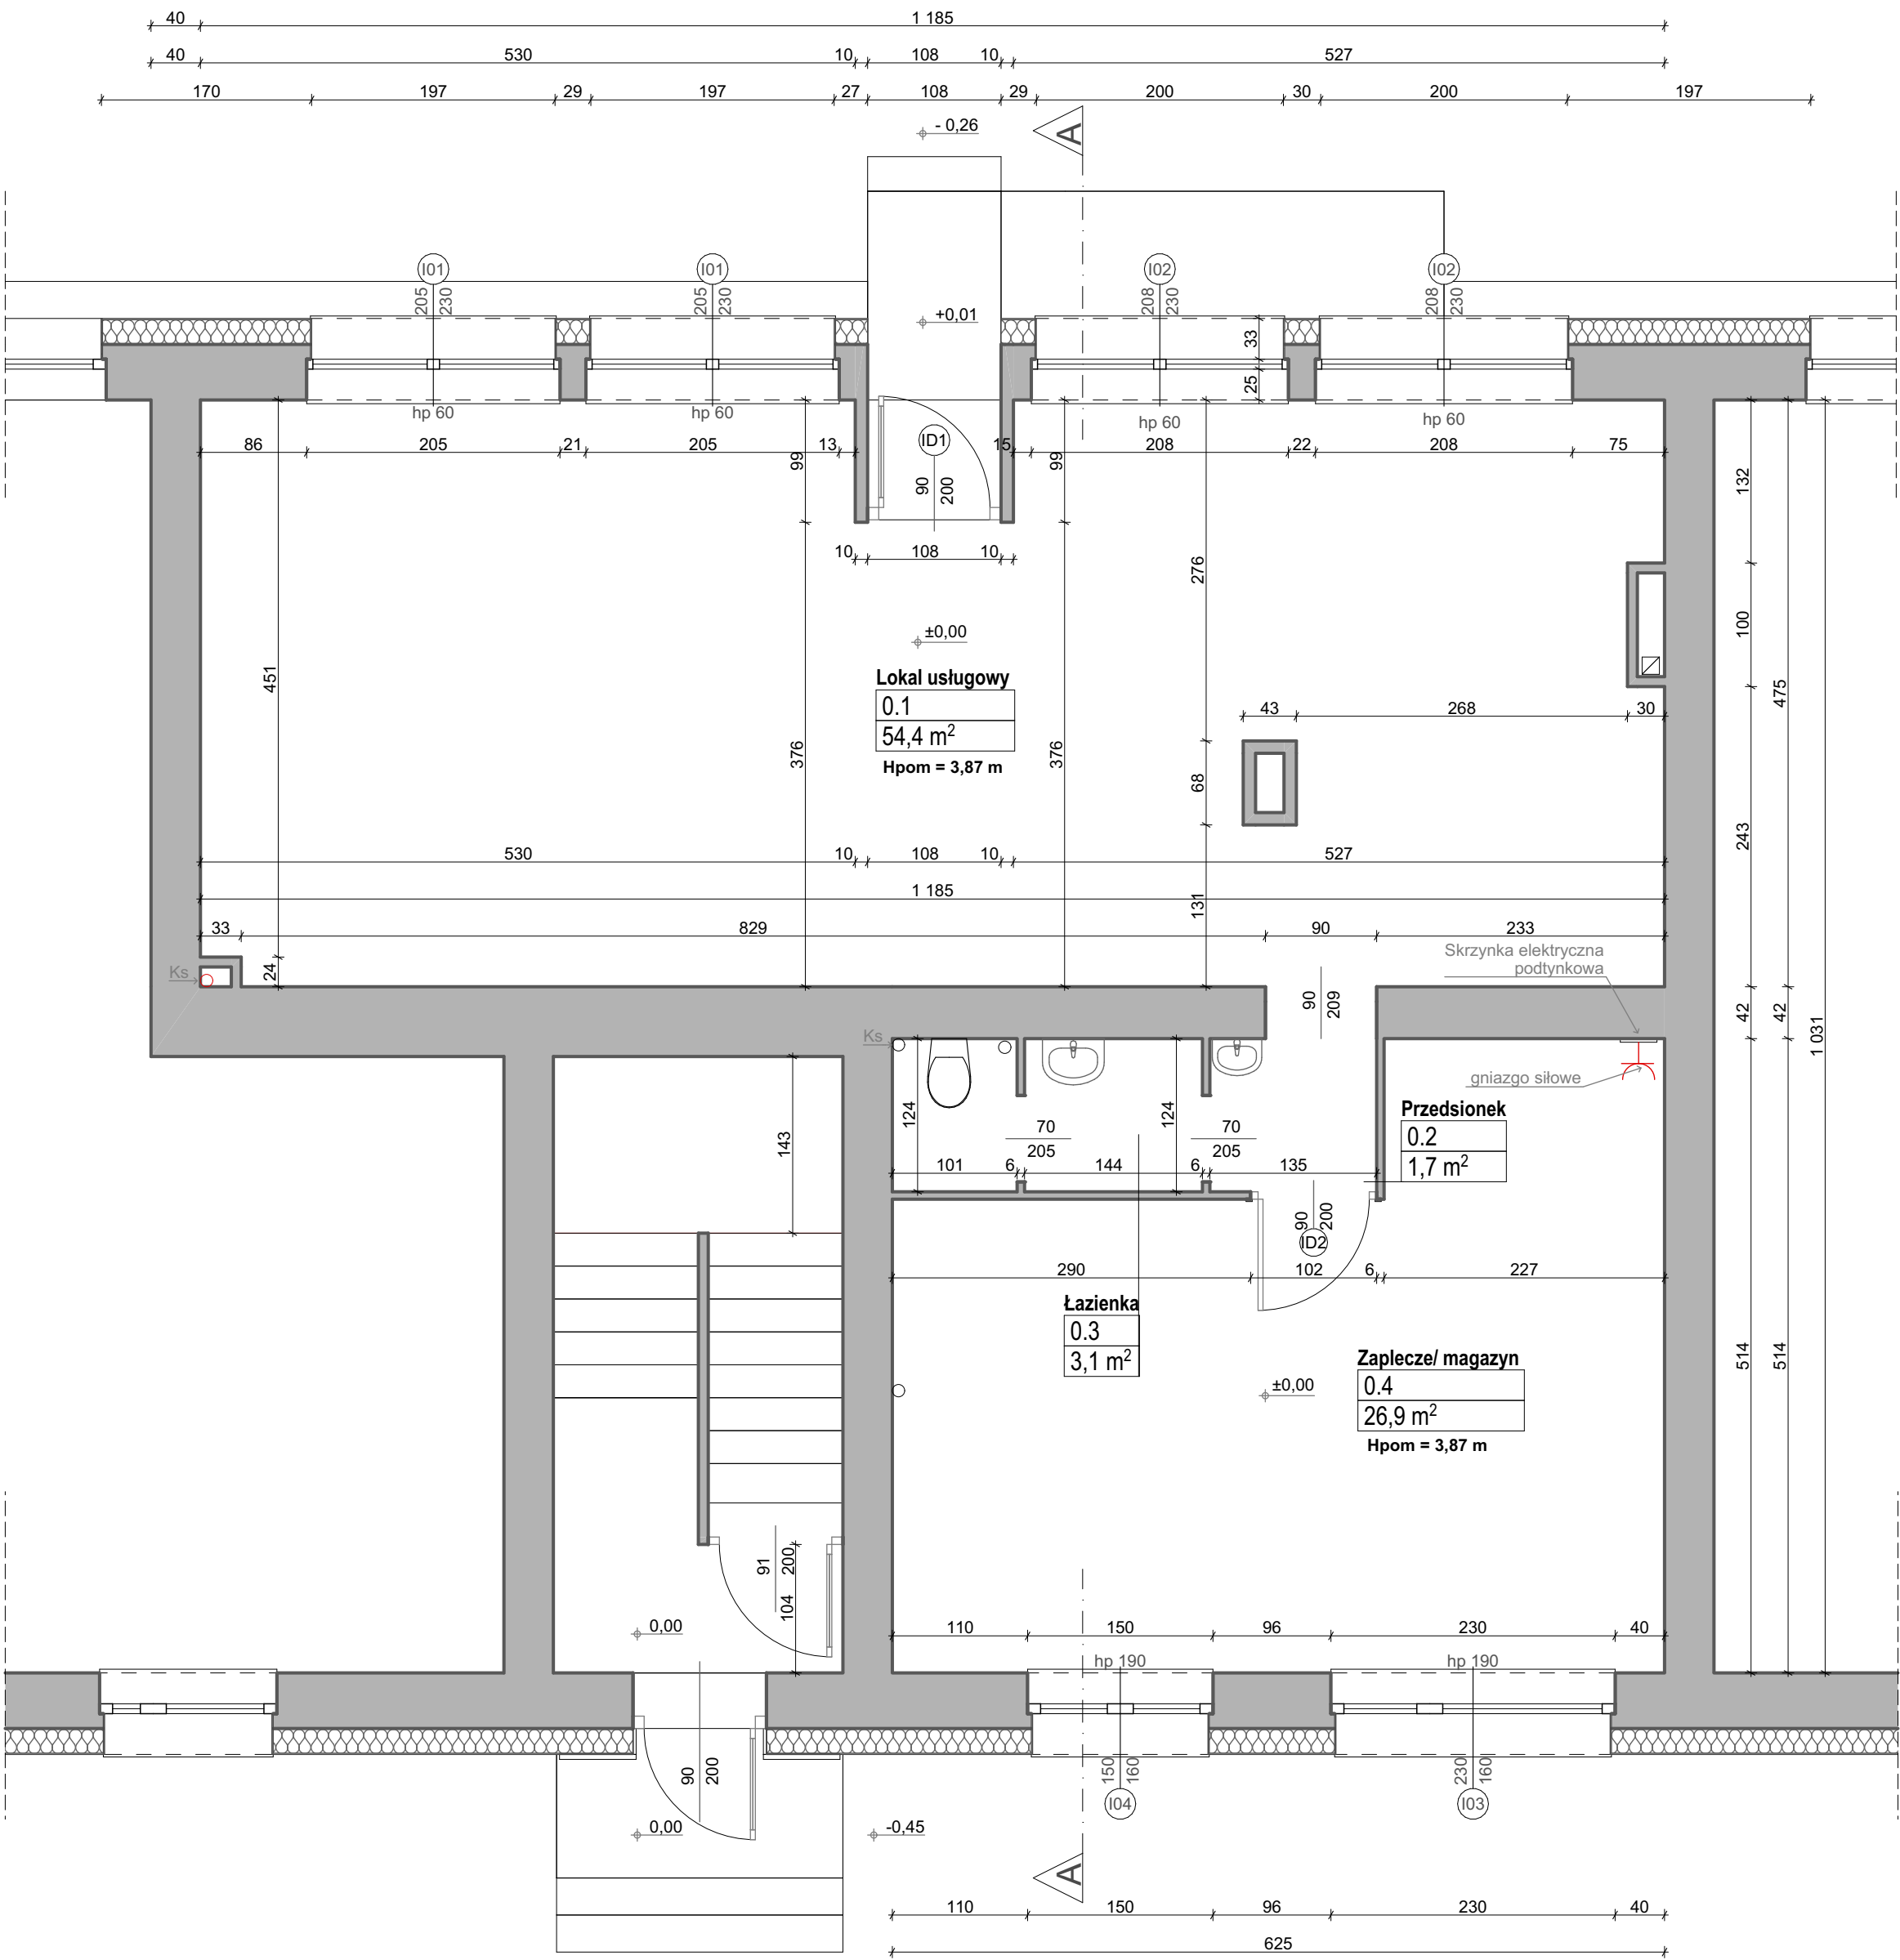 40 1 185
40 530 10 108 10 527
170 197 29 197 27 108 29 200 30 200 197
- 0,26
A
I01 I01 I02 I02
205 230 205 230 208 230 208 230
+0,01
33
25
hp 60 hp 60 hp 60 hp 60
ID1
86 205 21 205 13 15 208 22 208 75
99 99
90 200
132
10 108 10
276
±0,00
100
451
Lokal usługowy
0.1
54,4 m²
Hpom = 3,87 m
475
43 268 30
376 376
68
243
530 10 108 10 527
1 185
131
33 829 90 233
Skrzynka elektryczna
podtynkowa
Ks
24
90 209
42 42
1 031
Ks
gniazgo siłowe
124 124
143
Przedsionek
0.2
1,7 m²
70 70
205 205
101 6 144 6 135
90 200
ID2
290 102 6 227
Łazienka
0.3
3,1 m²
514 514
Zaplecze/ magazyn
0.4
26,9 m²
Hpom = 3,87 m
±0,00
91 200
104
0,00
110 150 96 230 40
hp 190 hp 190
90 200
150 160 230 160
I04 I03
0,00 -0,45
A
110 150 96 230 40
625